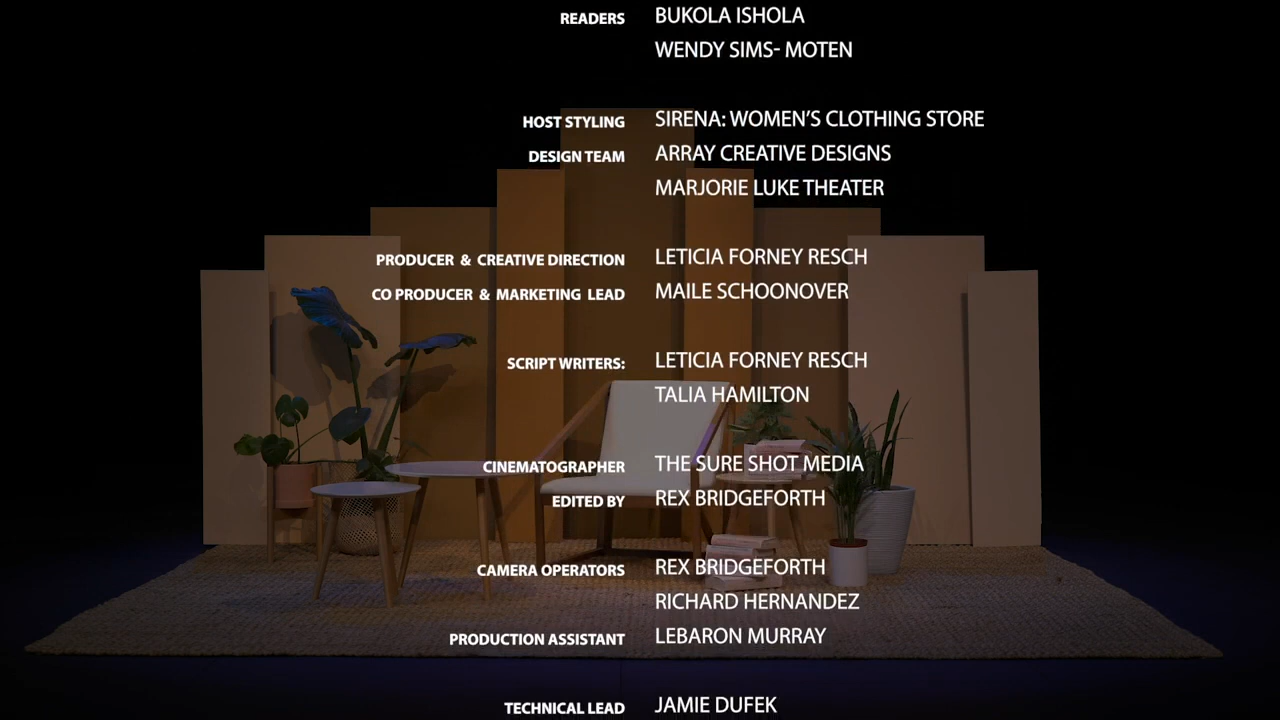 READERS BUKOLA ISHOLA
WENDY SIMS- MOTEN
HOST STYLING SIRENA: WOMEN'S CLOTHING STORE
DESIGN TEAM ARRAY CREATIVE DESIGNS
MARJORIE LUKE THEATER
PRODUCER & CREATIVE DIRECTION LETICIA FORNEY RESCH
CO PRODUCER & MARKETING LEAD MAILE SCHOONOVER
SCRIPT WRITERS: LETICIA FORNEY RESCH
TALIA HAMILTON
CINEMATOGRAPHER THE SURE SHOT MEDIA
EDITED BY REX BRIDGEFORTH
CAMERA OPERATORS REX BRIDGEFORTH
RICHARD HERNANDEZ
PRODUCTION ASSISTANT LEBARON MURRAY
TECHNICAL LEAD JAMIE DUFEK